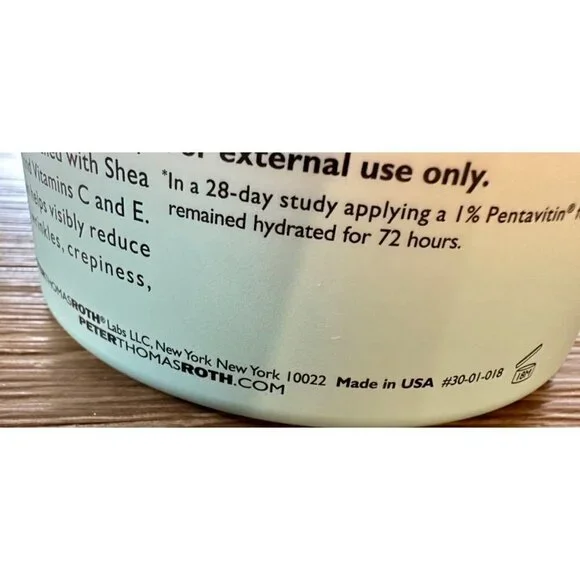 with Shea
Vitamins C and E.
helps visibly reduce
crepiness,
external use only.
*In a 28-day study applying a 1% Pentavitin®
remained hydrated for 72 hours.
THOMASROTH® Labs LLC, New York New York 10022 Made in USA #30-01-018
PETERTHOMASROTH.COM
18M